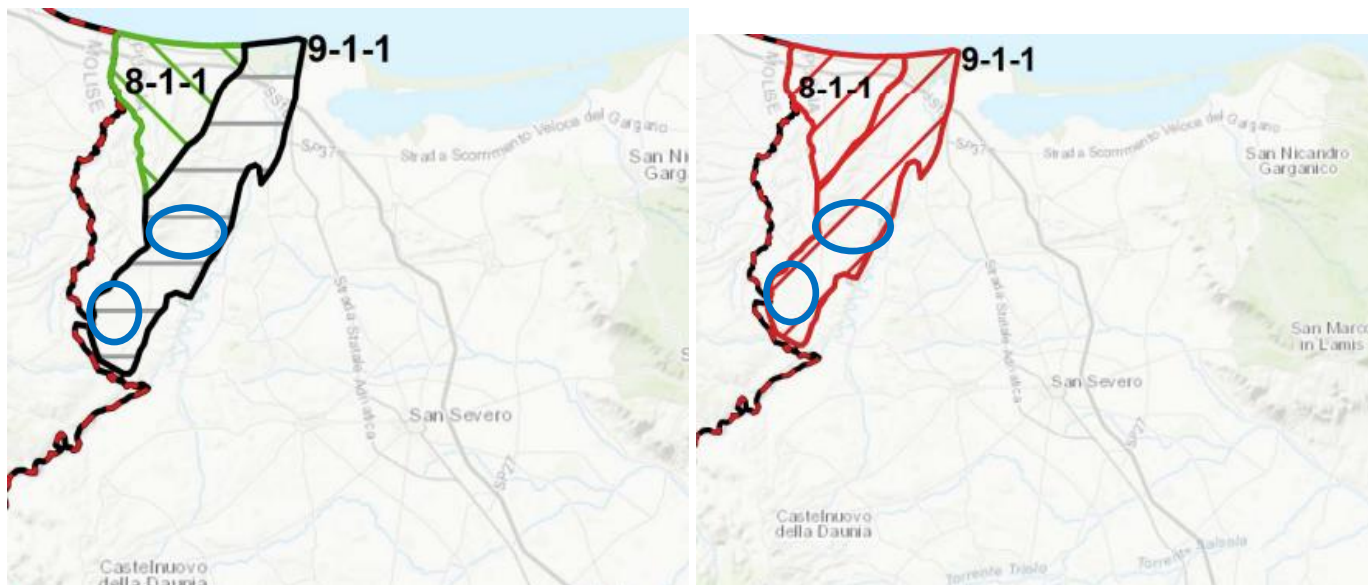 9-1-1
8-1-1
MOLISE
SP37
Strada Scorrimento Veloce del Gargano
San Ni
Garg
Strada Statale Adriatica
San Severo
SP27
Castelnuovo
della Daunia
9-1-1
8-1-1
MOLISE
SP37
Strada Scorrimento Veloce del Gargano
San Nicandro
Garganico
Strada Statale Adriatica
San Marco
in Lamis
San Severo
SP27
Castelnuovo
della Daunia
Torrente Triolo
Torrente Salsola